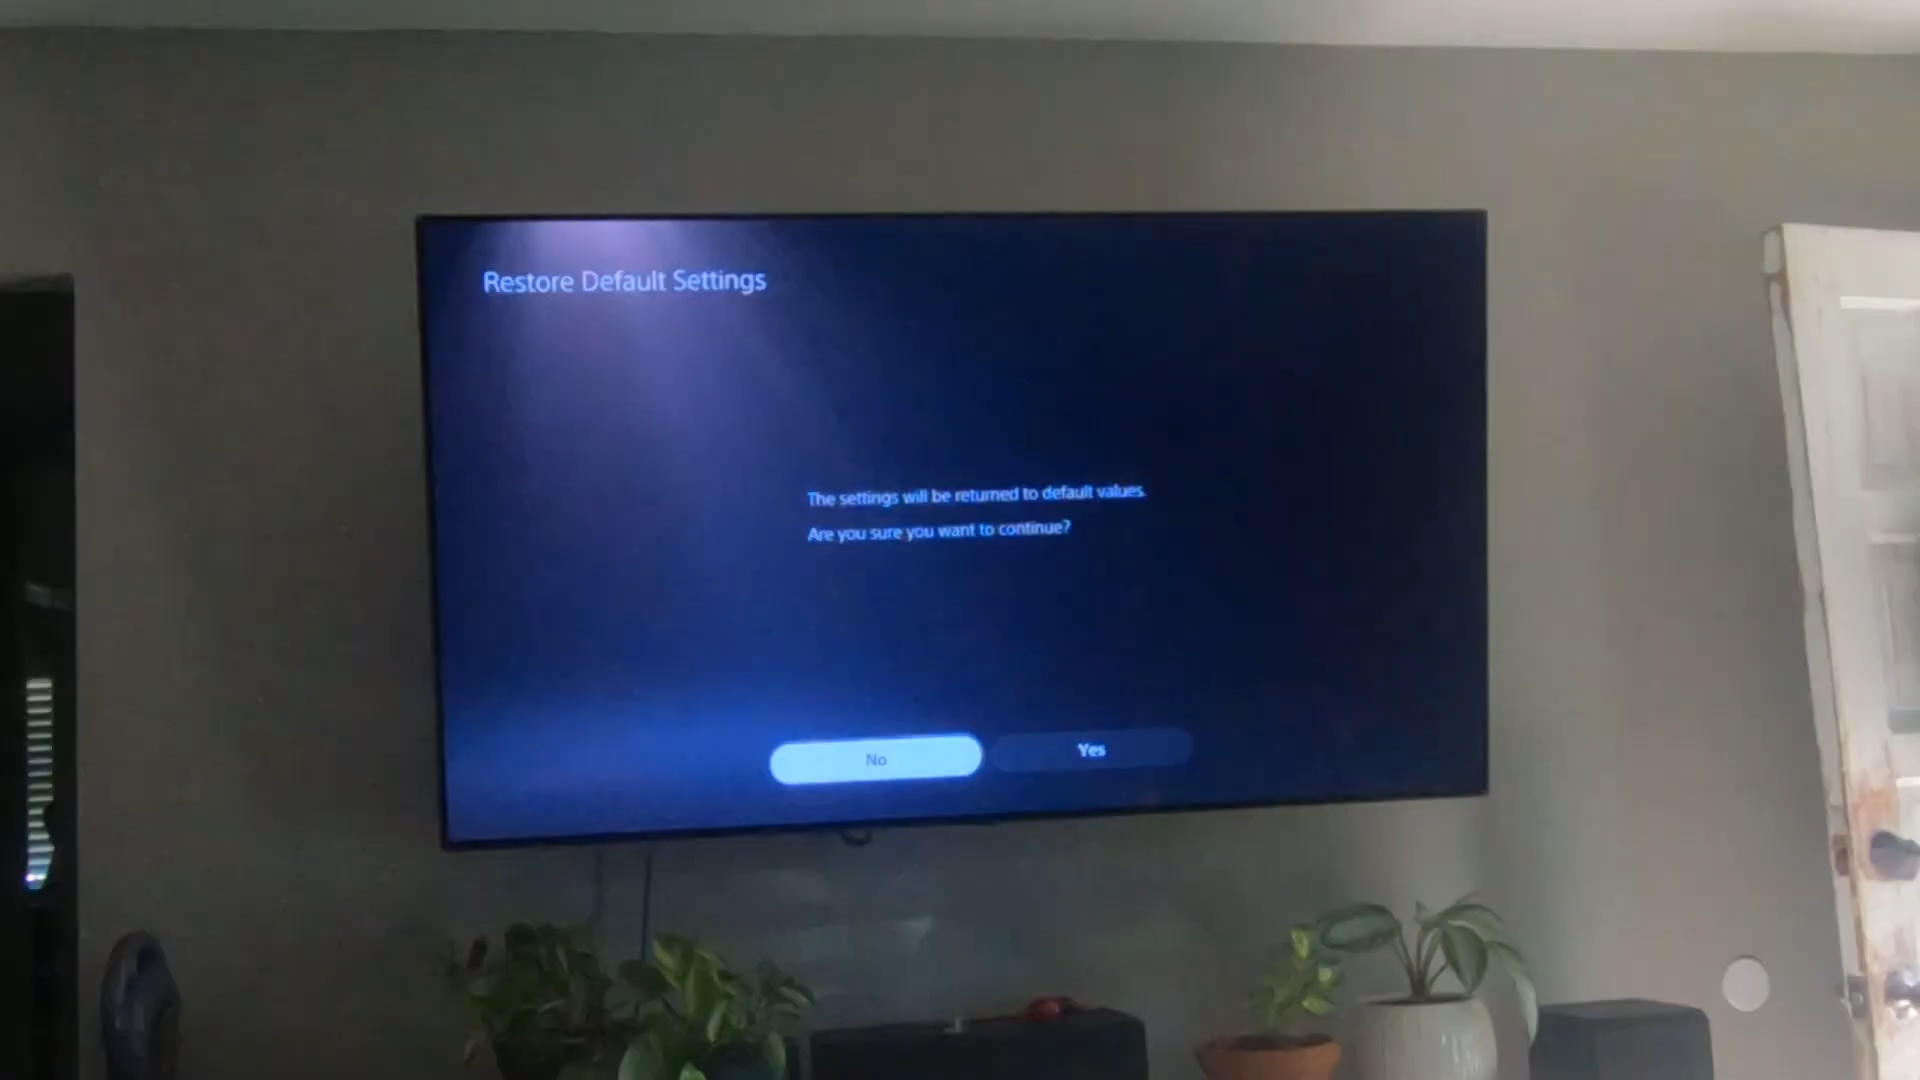 Restore Default Settings
The settings will be returned to default values.
Are you sure you want to continue?
No
Yes